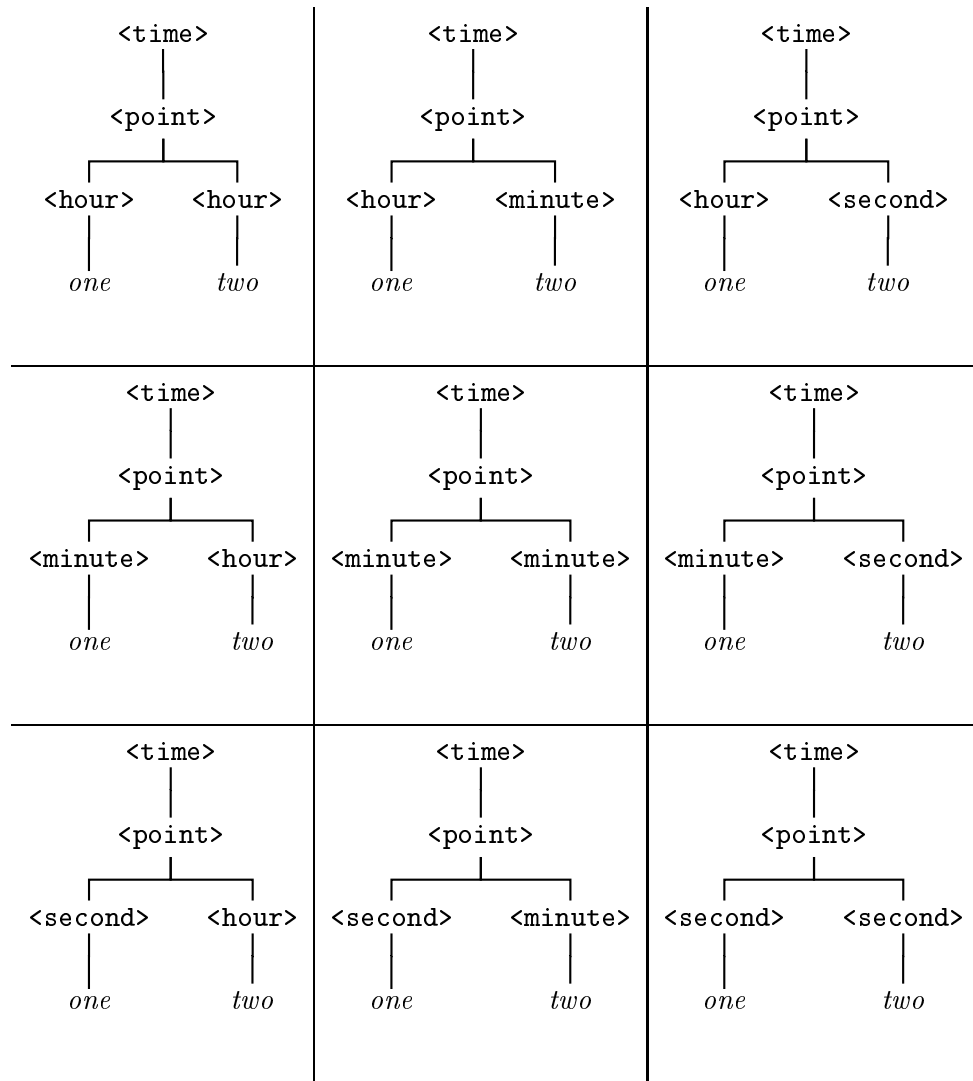 <time> <time> <time>
<point> <point> <point>
<hour> <hour> <hour> <minute> <hour> <second>
one two one two one two
<time> <time> <time>
<point> <point> <point>
<minute> <hour> <minute> <minute> <minute> <second>
one two one two one two
<time> <time> <time>
<point> <point> <point>
<second> <hour> <second> <minute> <second> <second>
one two one two one two